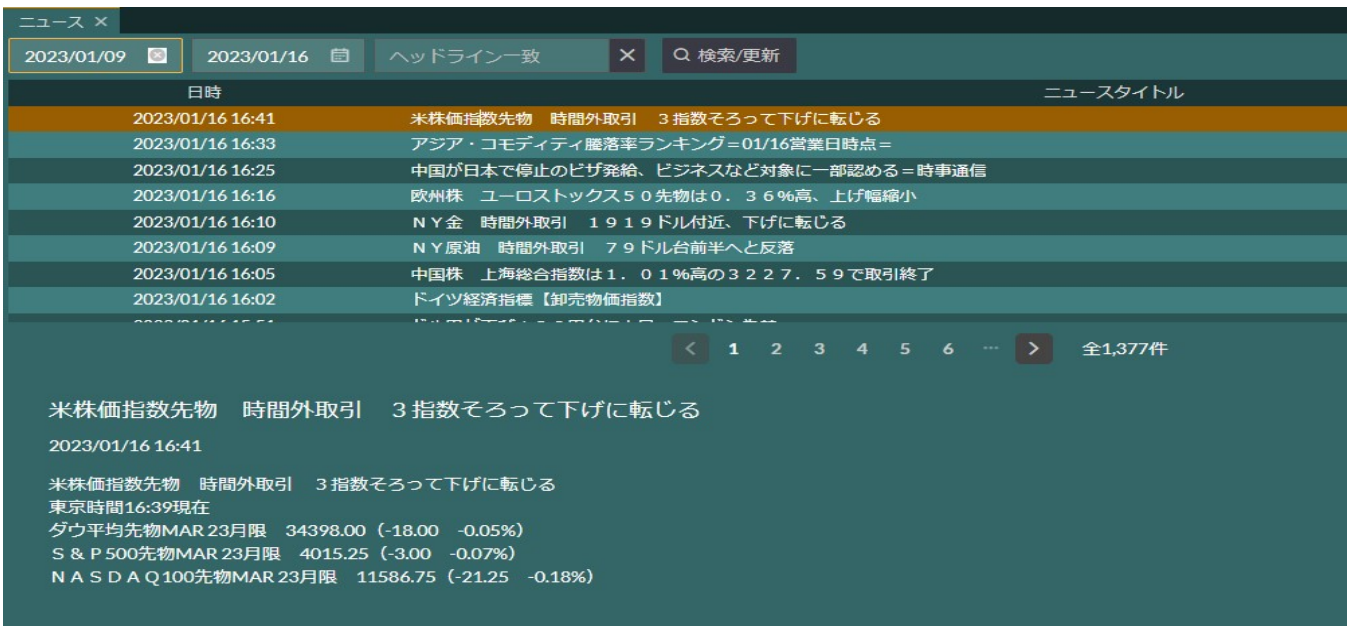 ニュース ×
2023/01/09 2023/01/16 ヘッドライン一致 × 検索/更新
日時 ニュースタイトル
2023/01/16 16:41 米株価指数先物　時間外取引　３指数そろって下げに転じる
2023/01/16 16:33 アジア・コモディティ騰落率ランキング＝01/16営業日時点＝
2023/01/16 16:25 中国が日本で停止のビザ発給、ビジネスなど対象に一部認める＝時事通信
2023/01/16 16:16 欧州株　ユーロストックス５０先物は０．３６％高、上げ幅縮小
2023/01/16 16:10 ＮＹ金　時間外取引　１９１９ドル付近、下げに転じる
2023/01/16 16:09 ＮＹ原油　時間外取引　７９ドル台前半へと反落
2023/01/16 16:05 中国株　上海総合指数は１．０１％高の３２２７．５９で取引終了
2023/01/16 16:02 ドイツ経済指標【卸売物価指数】
< 1 2 3 4 5 6 … > 全1,377件
米株価指数先物　時間外取引　３指数そろって下げに転じる
2023/01/16 16:41
米株価指数先物　時間外取引　３指数そろって下げに転じる
東京時間16:39現在
ダウ平均先物MAR 23月限　34398.00（-18.00　-0.05%）
Ｓ＆Ｐ500先物MAR 23月限　4015.25（-3.00　-0.07%）
ＮＡＳＤＡＱ100先物MAR 23月限　11586.75（-21.25　-0.18%）